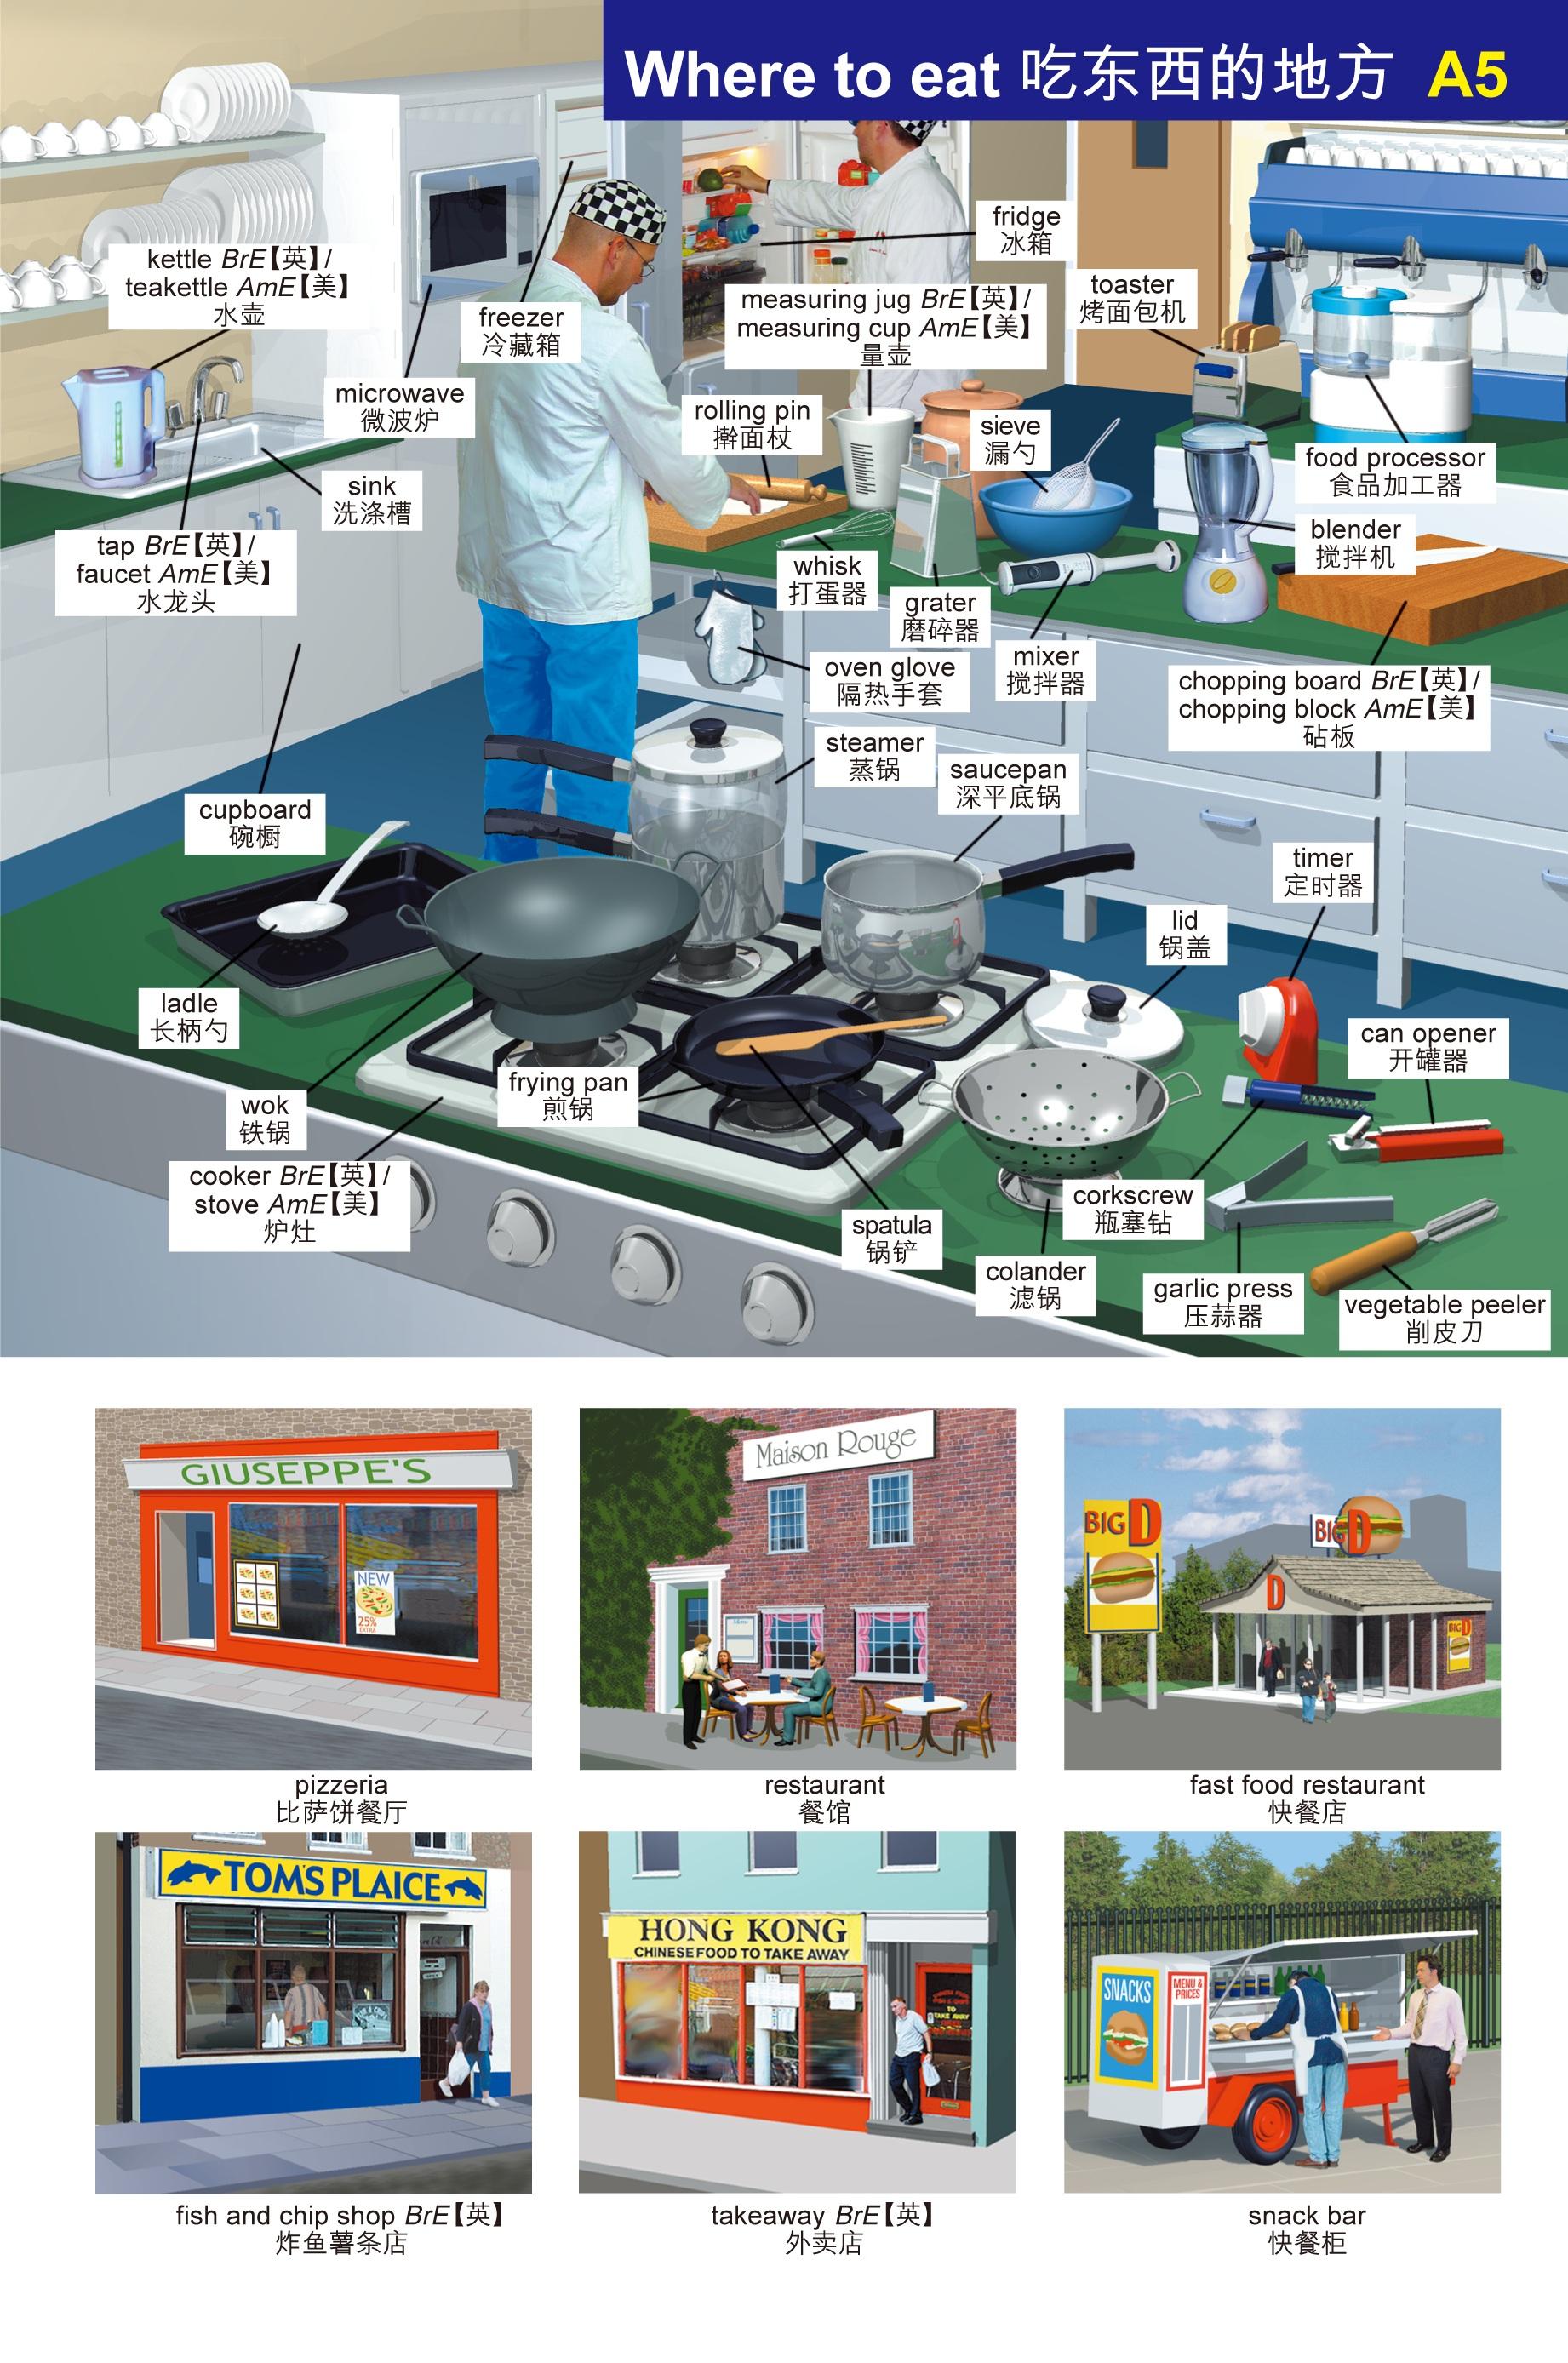 Where to eat 吃东西的地方 A5
kettle BrE【英】/
teakettle AmE【美】
水壶
fridge
冰箱
toaster
烤面包机
measuring jug BrE【英】/
measuring cup AmE【美】
量壶
freezer
冷藏箱
microwave
微波炉
rolling pin
擀面杖
sieve
漏勺
food processor
食品加工器
sink
洗涤槽
blender
搅拌机
tap BrE【英】/
faucet AmE【美】
水龙头
whisk
打蛋器
grater
磨碎器
mixer
搅拌器
oven glove
隔热手套
chopping board BrE【英】/
chopping block AmE【美】
砧板
steamer
蒸锅
saucepan
深平底锅
cupboard
碗橱
timer
定时器
lid
锅盖
ladle
长柄勺
can opener
开罐器
frying pan
煎锅
wok
铁锅
cooker BrE【英】/
stove AmE【美】
炉灶
corkscrew
瓶塞钻
spatula
锅铲
colander
滤锅
garlic press
压蒜器
vegetable peeler
削皮刀
GIUSEPPE'S
NEW
25%
EXTRA
Maison Rouge
Menu
BIG D
BIG D
D
BIG D
pizzeria
比萨饼餐厅
restaurant
餐馆
fast food restaurant
快餐店
TOM'S PLAICE
HONG KONG
CHINESE FOOD TO TAKE AWAY
TO
TAKE AWAY
SNACKS
MENU &
PRICES
fish and chip shop BrE【英】
炸鱼薯条店
takeaway BrE【英】
外卖店
snack bar
快餐柜